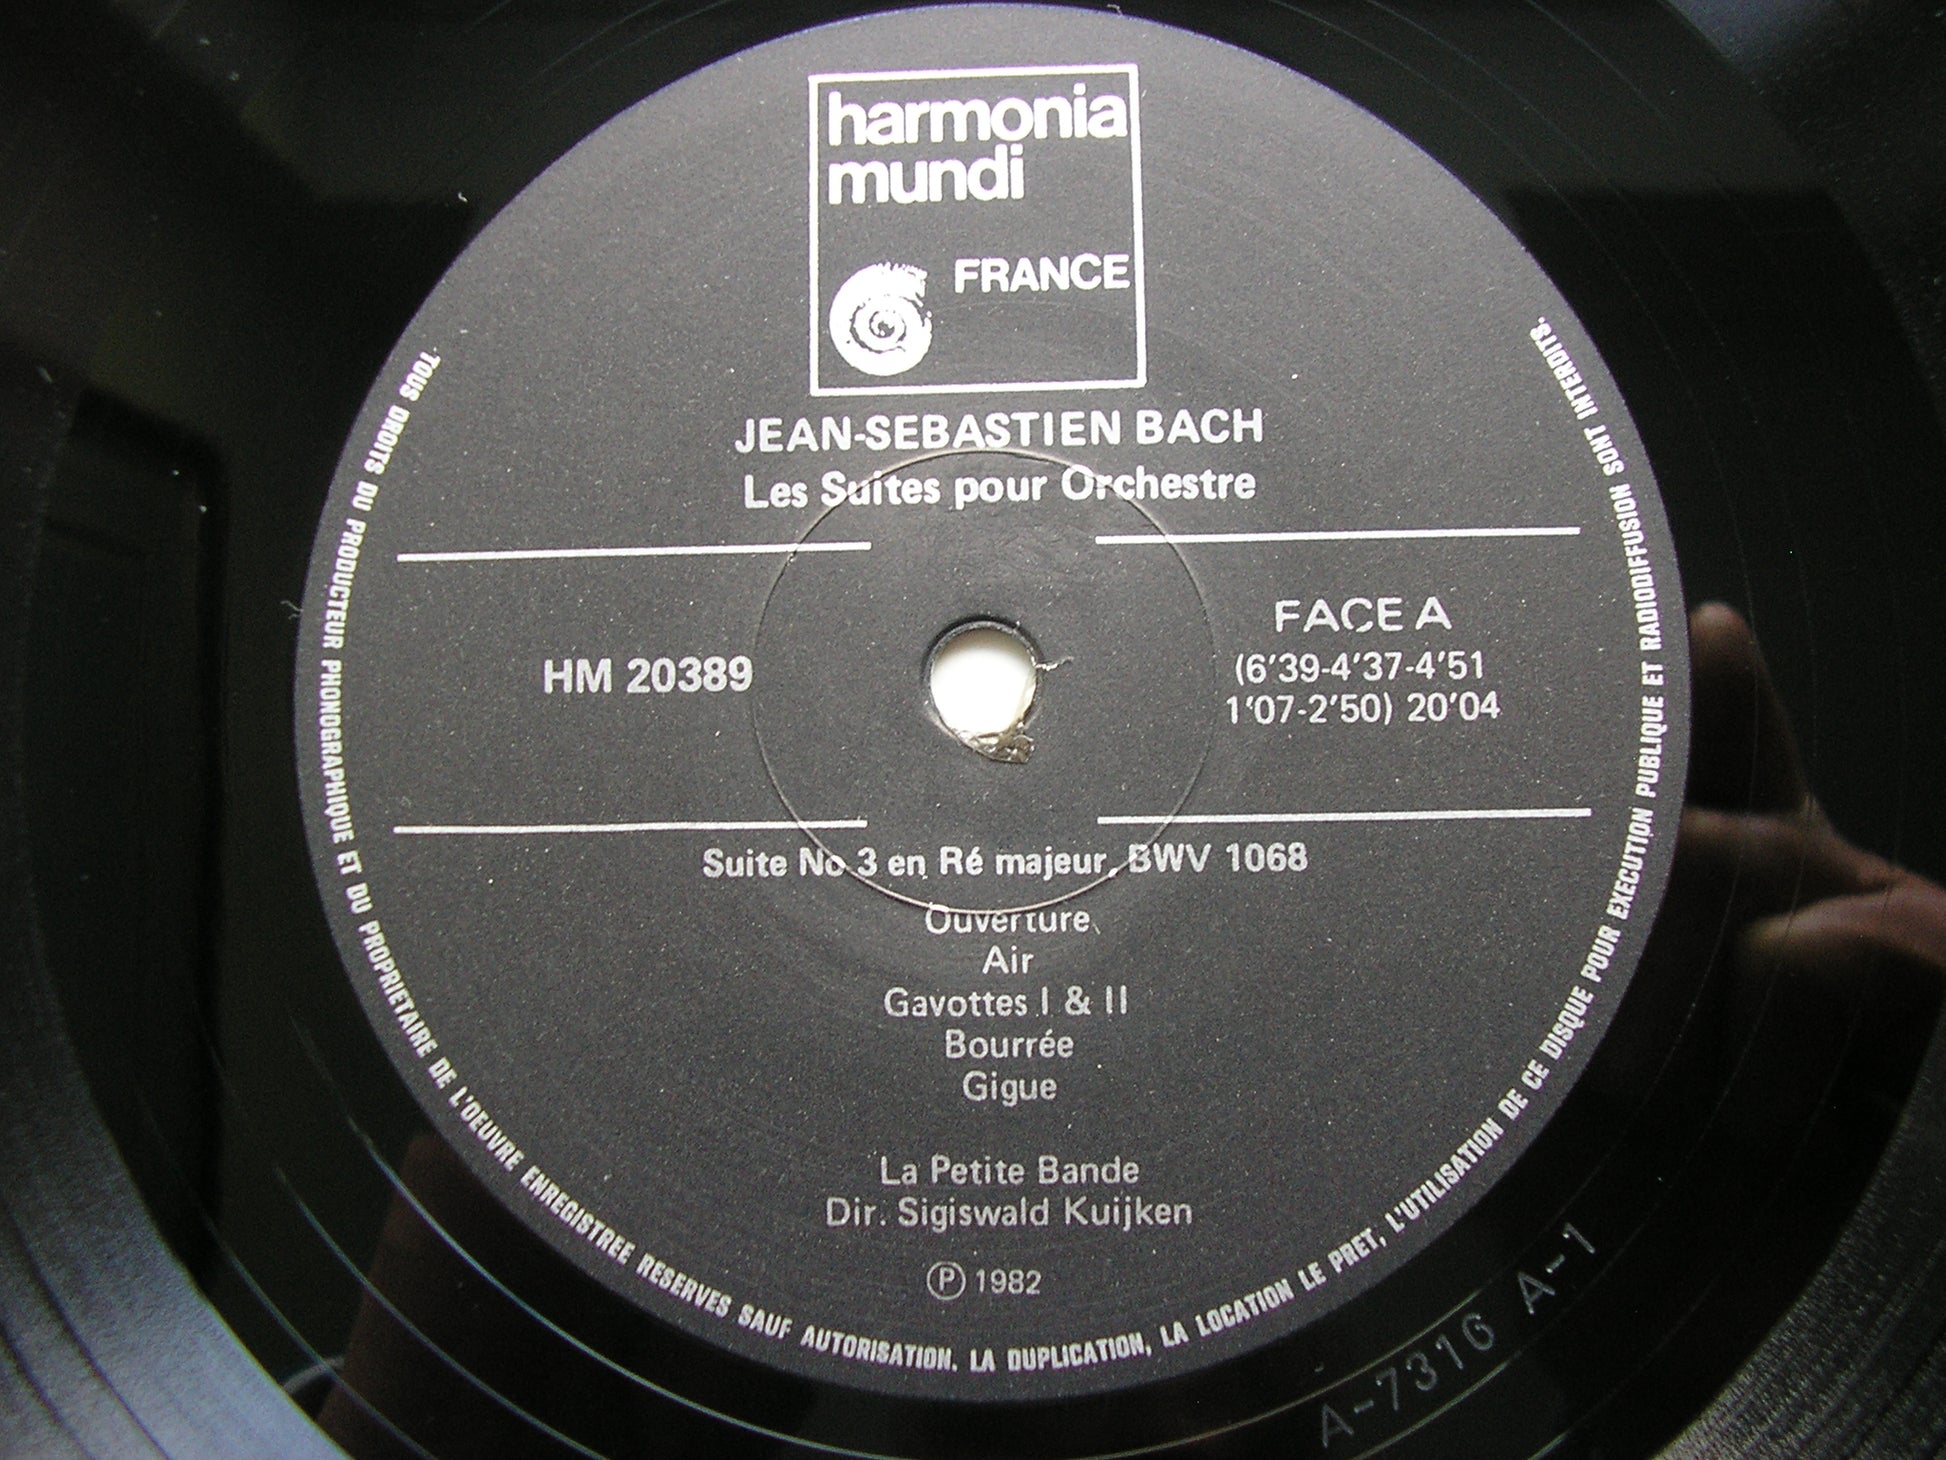 harmonia
mundi
FRANCE
JEAN-SEBASTIEN BACH
Les Suites pour Orchestre
HM 20389
FACE A
(6'39-4'37-4'51
1'07-2'50) 20'04
Suite No 3 en Ré majeur, BWV 1068
Ouverture
Air
Gavottes I & II
Bourrée
Gigue
La Petite Bande
Dir. Sigiswald Kuijken
Ⓟ 1982
TOUS DROITS DU PRODUCTEUR PHONOGRAPHIQUE ET DU PROPRIETAIRE DE L'OEUVRE ENREGISTREE RESERVES SAUF AUTORISATION. LA DUPLICATION, LA LOCATION LE PRET, L'UTILISATION DE CE DISQUE POUR EXECUTION PUBLIQUE ET RADIODIFFUSION SONT INTERDITS.
A-7316 A-1